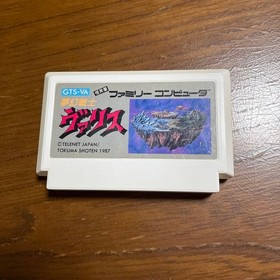 GTS-VA
ファミリー コンピュータ
夢幻戦士
ヴァリス
©TELENET JAPAN/
TOKUMA SHOTEN 1987